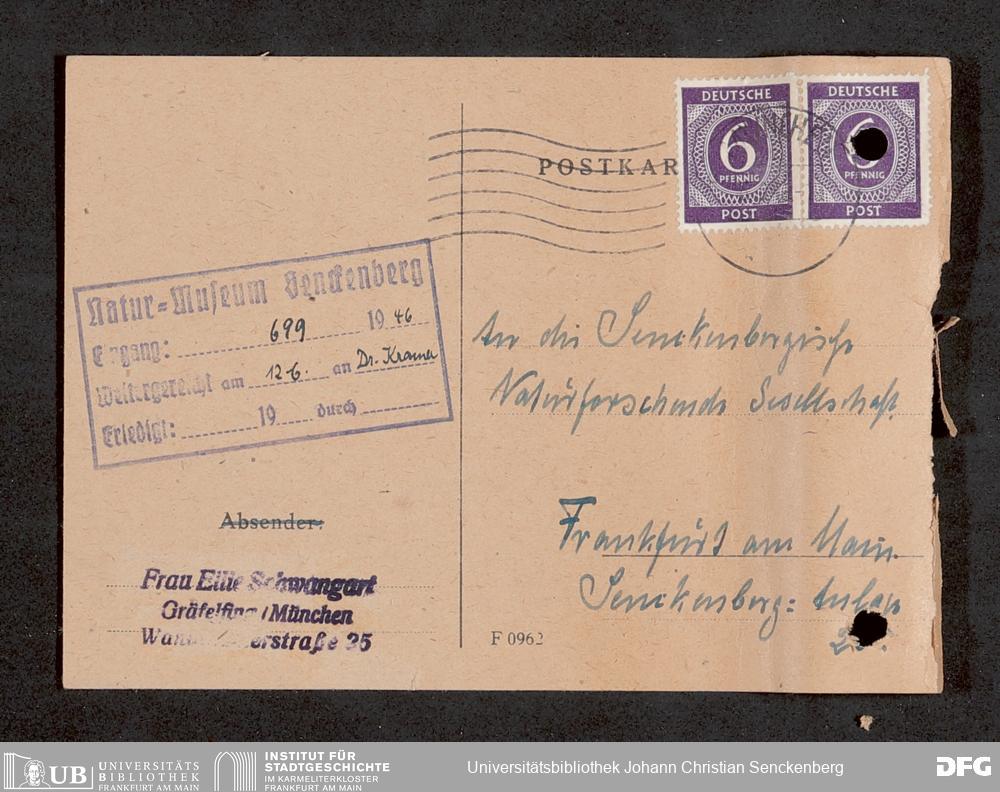 POSTKAR
DEUTSCHE
6
PFENNIG
POST
DEUTSCHE
6
PFENNIG
POST
Natur-Museum Senckenberg
Eingang: 699 1946
Weitergereicht am 12.6. an Dr. Kramer
Erledigt: 19 durch
An die Senckenbergische
Naturforschende Gesellschaft
Frankfurt am Main
Senckenberg: Anlage
Absender:
Frau Ellie Schwangart
Gräfelfing/München
35
F 0962
UB UNIVERSITÄTS
BIBLIOTHEK
FRANKFURT AM MAIN
INSTITUT FÜR
STADTGESCHICHTE
IM KARMELITERKLOSTER
FRANKFURT AM MAIN
Universitätsbibliothek Johann Christian Senckenberg
DFG